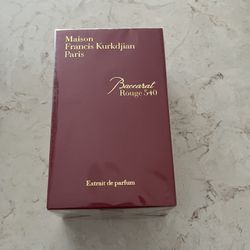 Maison
Francis Kurkdjian
Paris
Baccarat
Rouge 540
Extrait de parfum